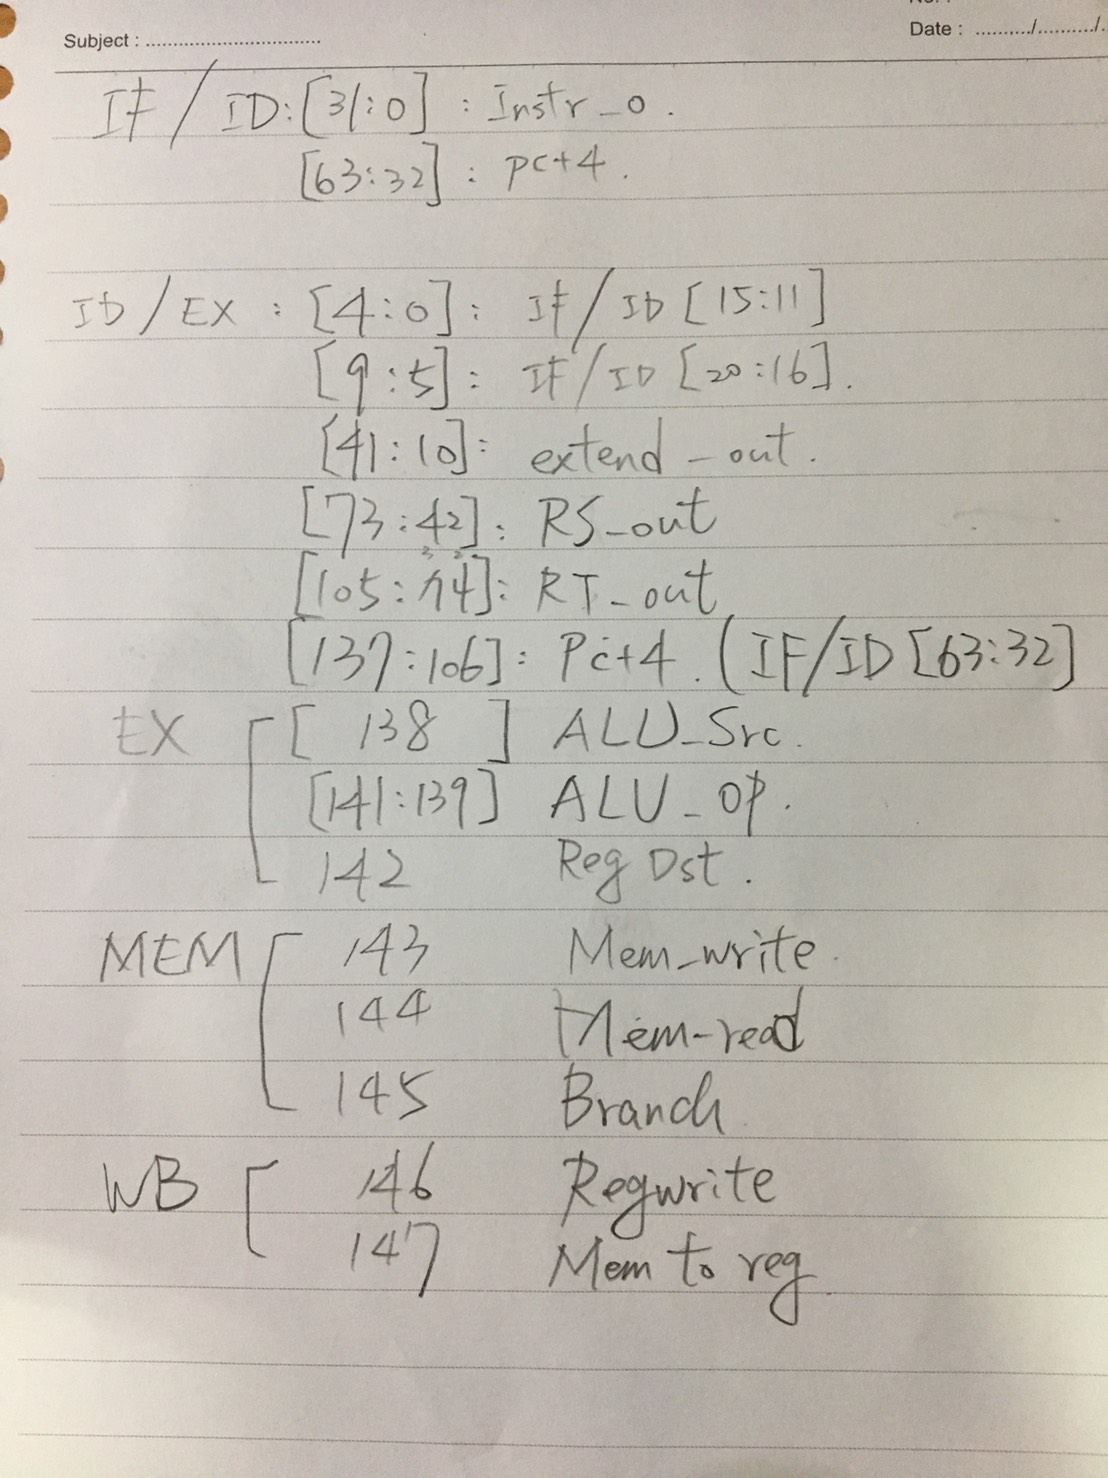 No. :
Subject : ................................
Date : ........../........../.
IF / ID: [31:0] : Instr_o.
[63:32] : pc+4.
ID / EX : [4:0] : IF / ID [15:11]
[9:5] : IF / ID [20:16].
[41:10] : extend_out.
[73:42] : RS_out
[105:74] : RT_out
[137:106] : Pc+4. (IF/ID [63:32]
EX [ 138 ] ALU_Src.
[141:139] ALU_op.
142 Reg Dst.
MEM 143 Mem_write.
144 Mem-read
145 Branch
WB 146 Regwrite
147 Mem to reg